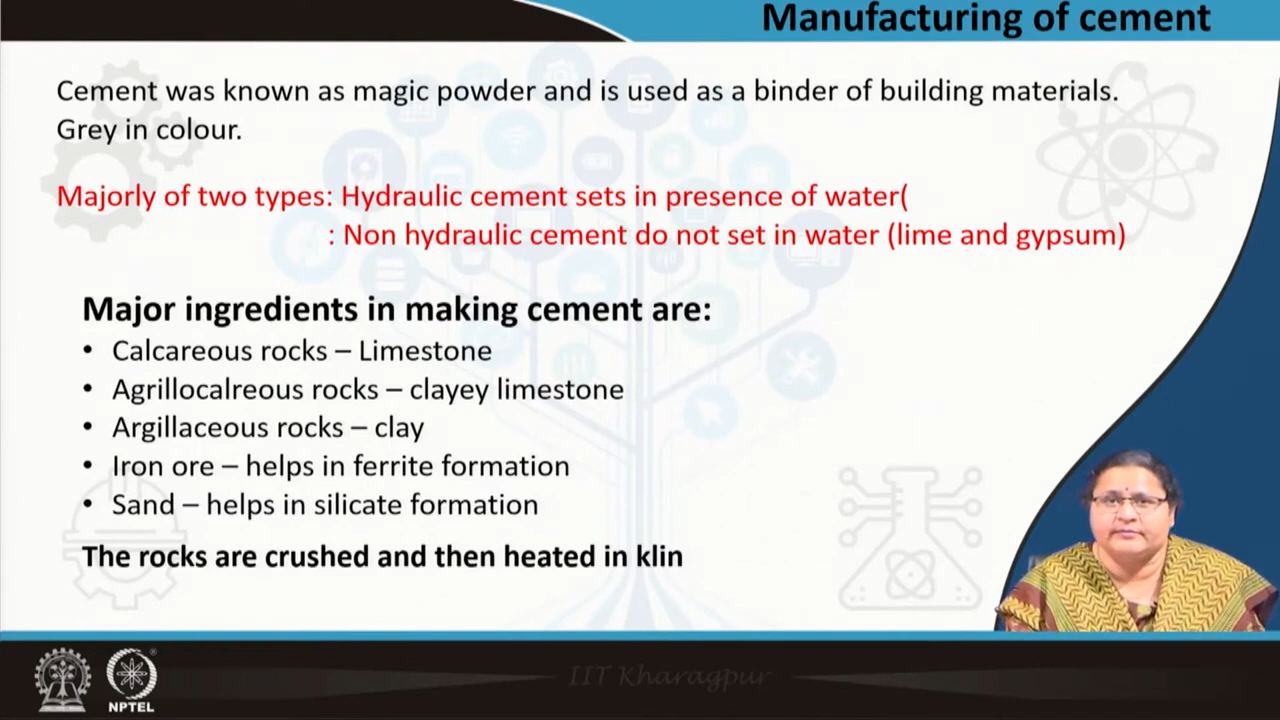 Manufacturing of cement
Cement was known as magic powder and is used as a binder of building materials.
Grey in colour.
Majorly of two types: Hydraulic cement sets in presence of water(
: Non hydraulic cement do not set in water (lime and gypsum)
Major ingredients in making cement are:
• Calcareous rocks – Limestone
• Agrillocalreous rocks – clayey limestone
• Argillaceous rocks – clay
• Iron ore – helps in ferrite formation
• Sand – helps in silicate formation
The rocks are crushed and then heated in klin
IIT Kharagpur
NPTEL